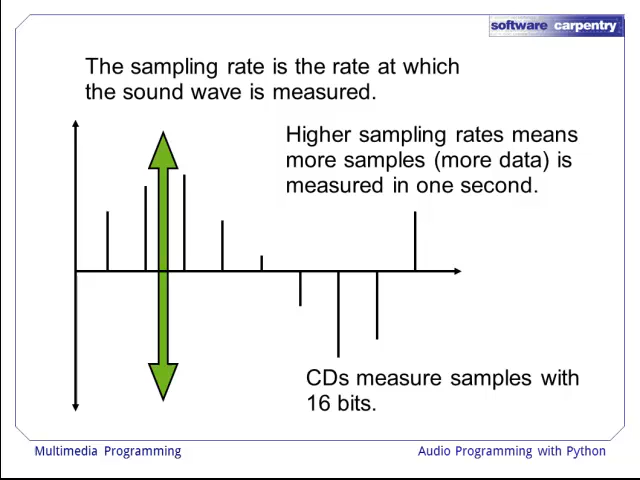 software carpentry
The sampling rate is the rate at which
the sound wave is measured.
Higher sampling rates means
more samples (more data) is
measured in one second.
CDs measure samples with
16 bits.
Multimedia Programming
Audio Programming with Python